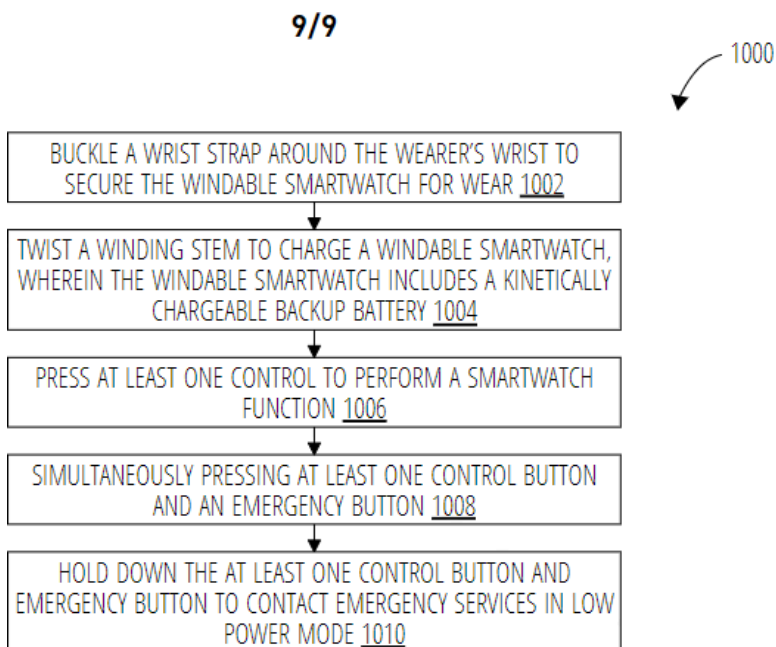 9/9
1000
BUCKLE A WRIST STRAP AROUND THE WEARER'S WRIST TO
SECURE THE WINDABLE SMARTWATCH FOR WEAR 1002
TWIST A WINDING STEM TO CHARGE A WINDABLE SMARTWATCH,
WHEREIN THE WINDABLE SMARTWATCH INCLUDES A KINETICALLY
CHARGEABLE BACKUP BATTERY 1004
PRESS AT LEAST ONE CONTROL TO PERFORM A SMARTWATCH
FUNCTION 1006
SIMULTANEOUSLY PRESSING AT LEAST ONE CONTROL BUTTON
AND AN EMERGENCY BUTTON 1008
HOLD DOWN THE AT LEAST ONE CONTROL BUTTON AND
EMERGENCY BUTTON TO CONTACT EMERGENCY SERVICES IN LOW
POWER MODE 1010